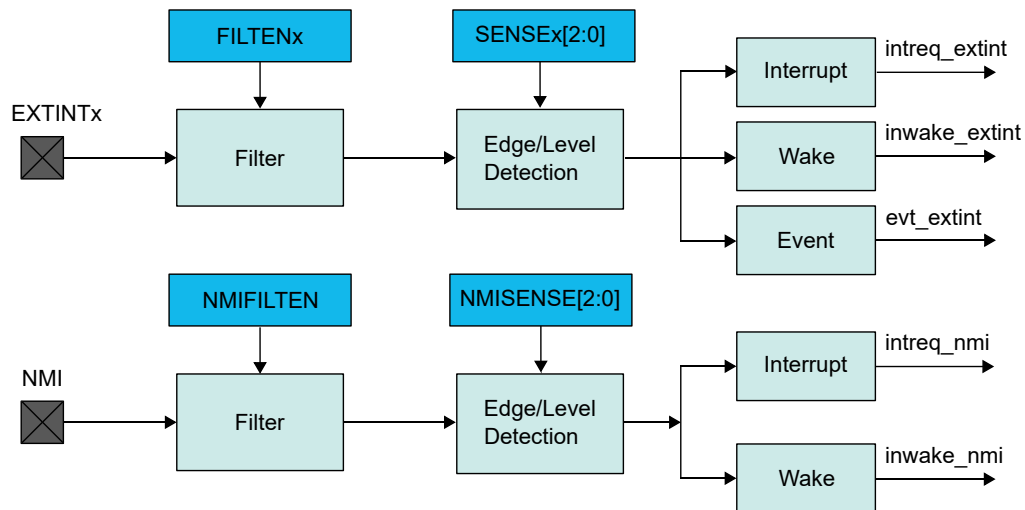 FILTENx
SENSEx[2:0]
intreq_extint
Interrupt
EXTINTx
inwake_extint
Filter
Edge/Level
Detection
Wake
evt_extint
Event
NMIFILTEN
NMISENSE[2:0]
intreq_nmi
Interrupt
NMI
Filter
Edge/Level
Detection
inwake_nmi
Wake